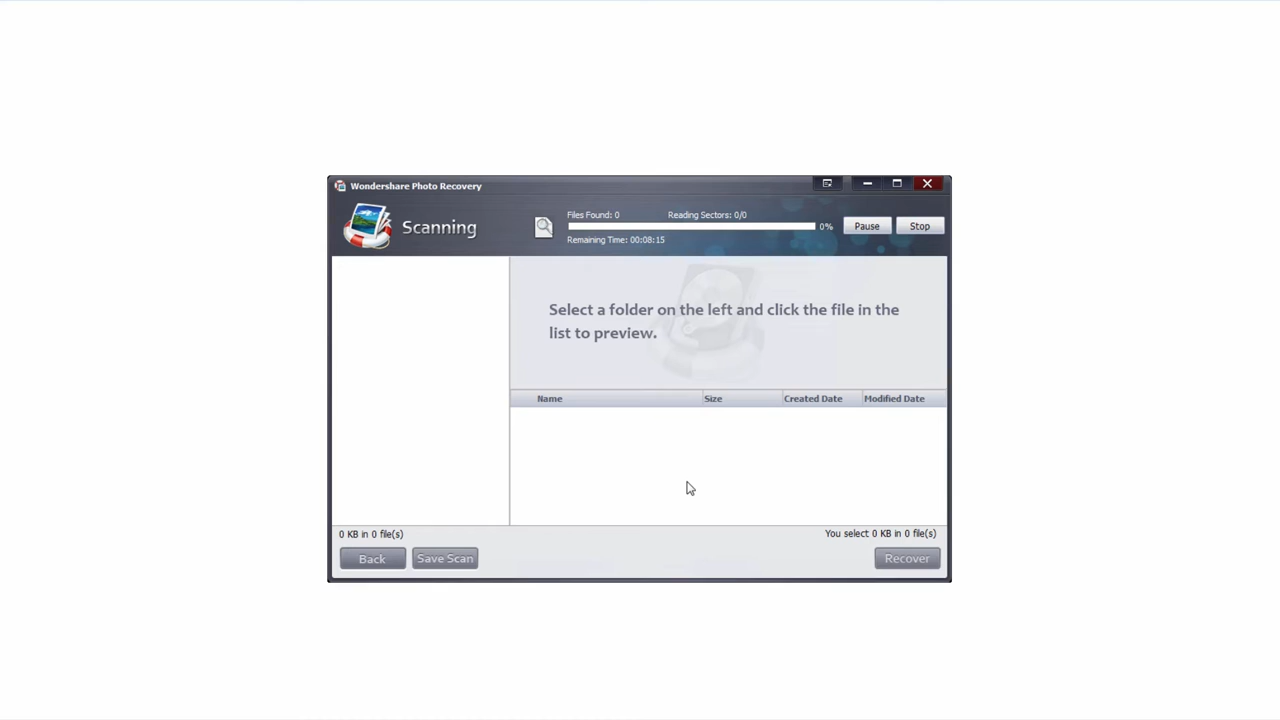 Wondershare Photo Recovery
Scanning
Files Found: 0 Reading Sectors: 0/0
0%
Remaining Time: 00:08:15
Pause
Stop
Select a folder on the left and click the file in the
list to preview.
Name Size Created Date Modified Date
0 KB in 0 file(s)
You select 0 KB in 0 file(s)
Back
Save Scan
Recover